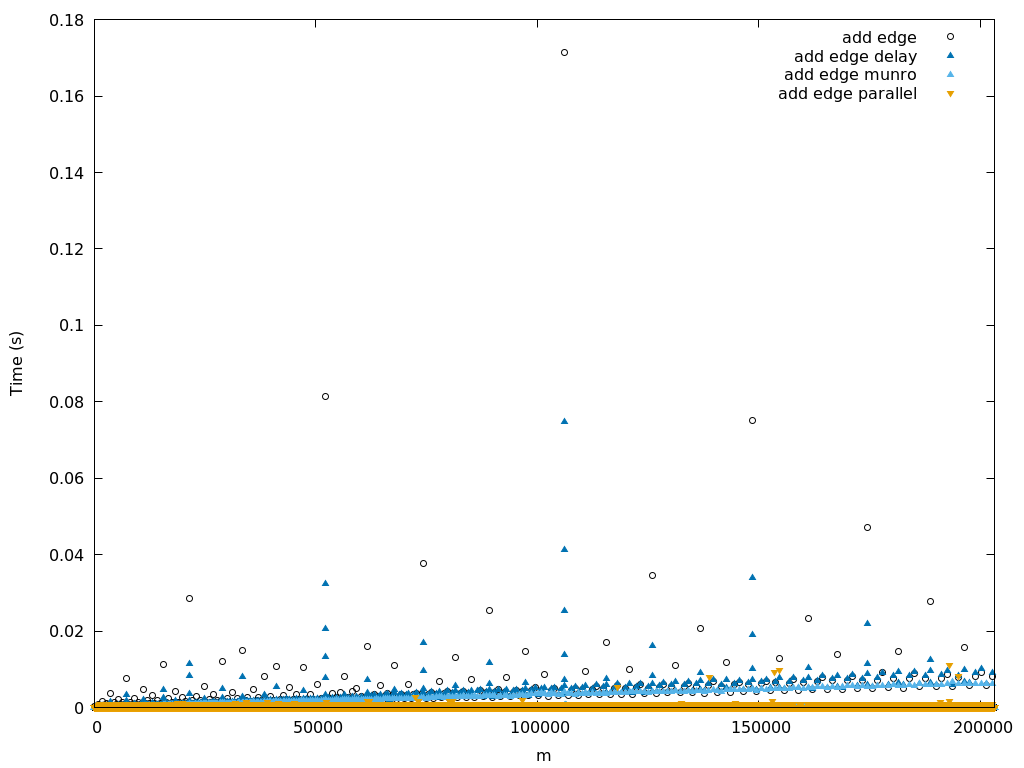 0.18
0.16
0.14
0.12
0.1
0.08
0.06
0.04
0.02
0
Time (s)
add edge
add edge delay
add edge munro
add edge parallel
0
50000
100000
150000
200000
m